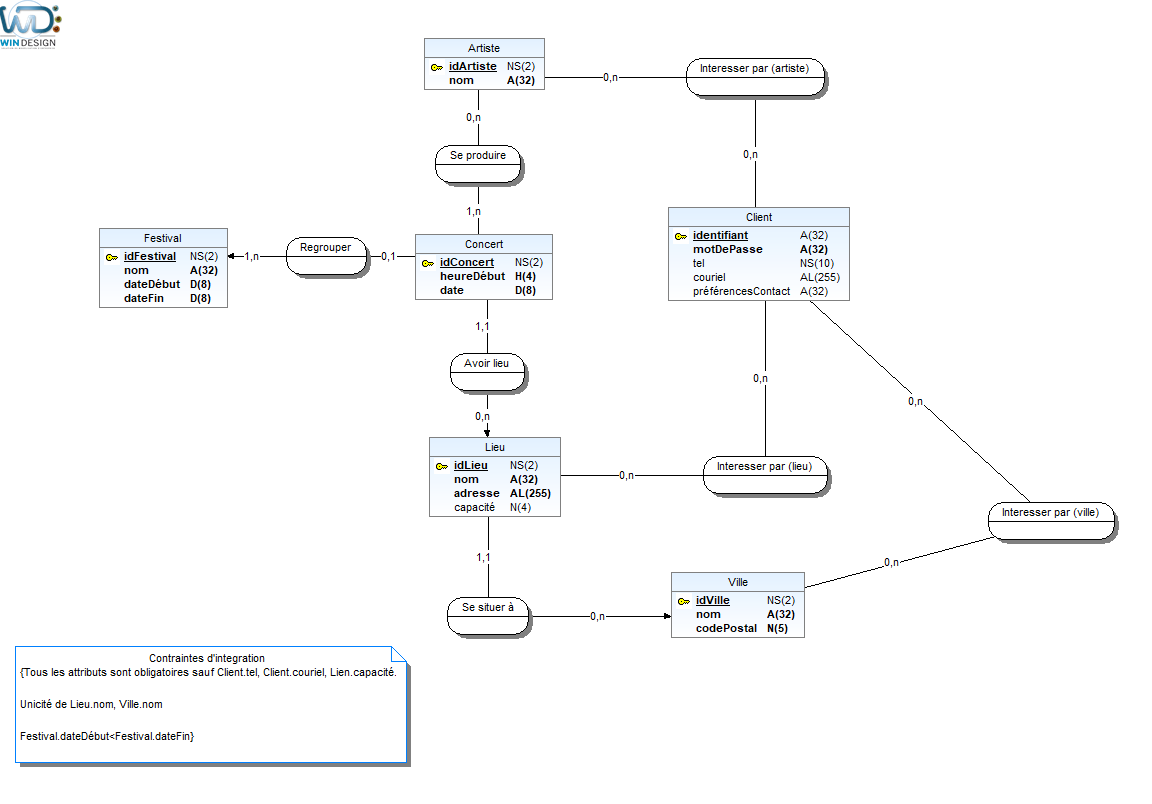 WD:
WINDESIGN
Artiste
idArtiste NS(2)
nom A(32)
0,n
Interesser par (artiste)
0,n
0,n
Se produire
1,n
Client
identifiant A(32)
motDePasse A(32)
tel NS(10)
couriel AL(255)
préférencesContact A(32)
Festival
idFestival NS(2)
nom A(32)
dateDébut D(8)
dateFin D(8)
1,n
Regrouper
0,1
Concert
idConcert NS(2)
heureDébut H(4)
date D(8)
1,1
Avoir lieu
0,n
0,n
0,n
Lieu
idLieu NS(2)
nom A(32)
adresse AL(255)
capacité N(4)
0,n
Interesser par (lieu)
Interesser par (ville)
1,1
0,n
Se situer à
0,n
Ville
idVille NS(2)
nom A(32)
codePostal N(5)
Contraintes d'integration
{Tous les attributs sont obligatoires sauf Client.tel, Client.couriel, Lien.capacité.
Unicité de Lieu.nom, Ville.nom
Festival.dateDébut<Festival.dateFin}